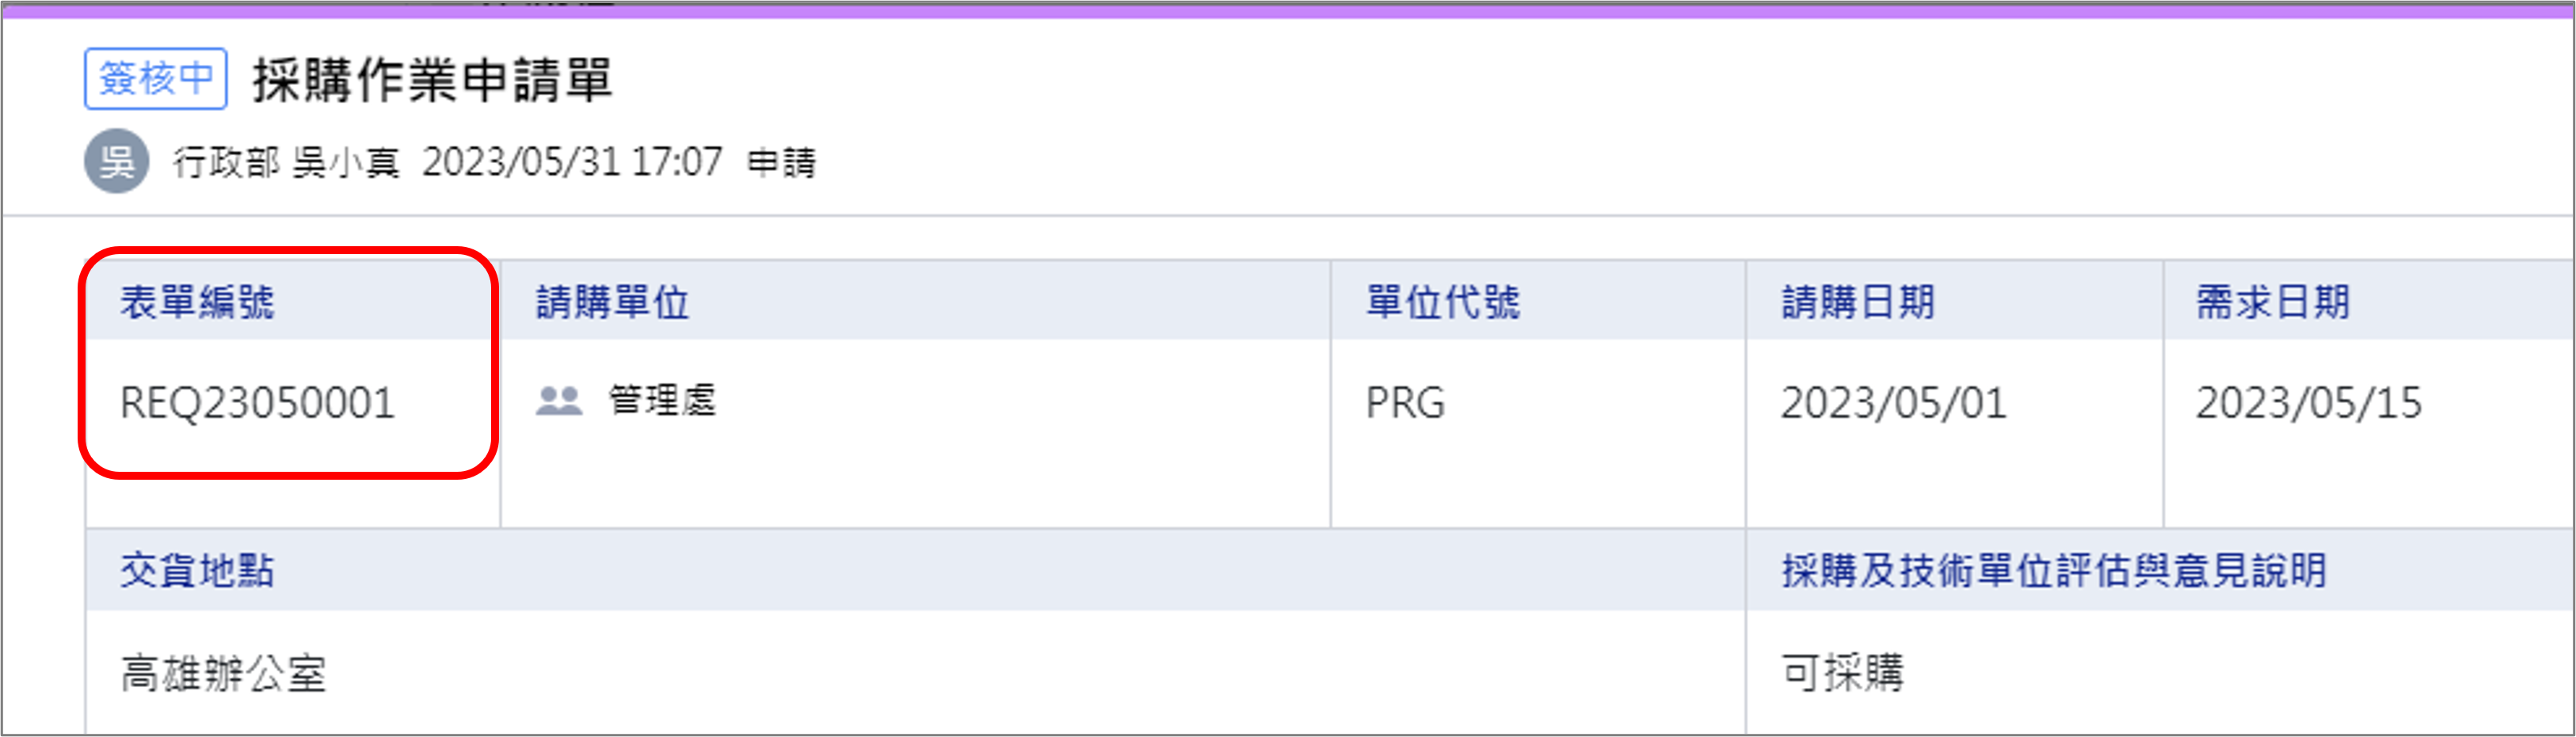 簽核中 採購作業申請單
吳 行政部 吳小真 2023/05/31 17:07 申請
表單編號 請購單位 單位代號 請購日期 需求日期
REQ23050001 管理處 PRG 2023/05/01 2023/05/15
交貨地點 採購及技術單位評估與意見說明
高雄辦公室 可採購